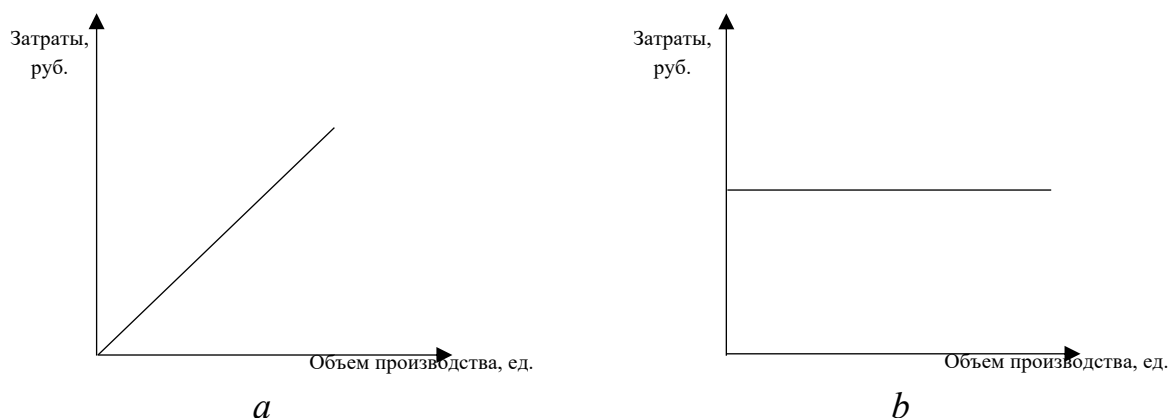 Затраты,
руб.
Объем производства, ед.
a
Затраты,
руб.
Объем производства, ед.
b